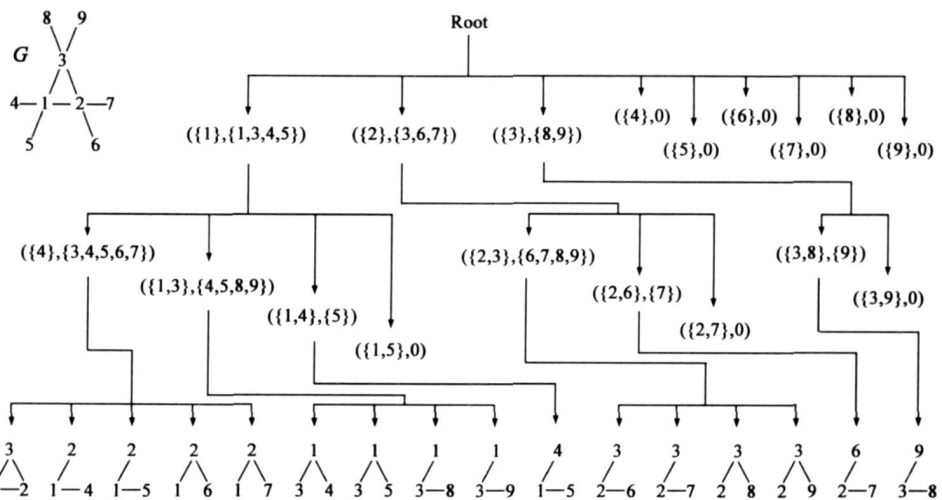 8 9
Root
G
3
4 1 2 7
5 6
({1},{1,3,4,5}) ({2},{3,6,7}) ({3},{8,9}) ({4},0) ({6},0) ({8},0)
({5},0) ({7},0) ({9},0)
({4},{3,4,5,6,7}) ({2,3},{6,7,8,9}) ({3,8},{9})
({1,3},{4,5,8,9}) ({2,6},{7}) ({3,9},0)
({1,4},{5}) ({2,7},0)
({1,5},0)
3 2 2 2 2 1 1 1 1 4 3 3 3 3 6 9
—2 1—4 1—5 1 6 1 7 3 4 3 5 3—8 3—9 1—5 2—6 2—7 2 8 2 9 2—7 3—8